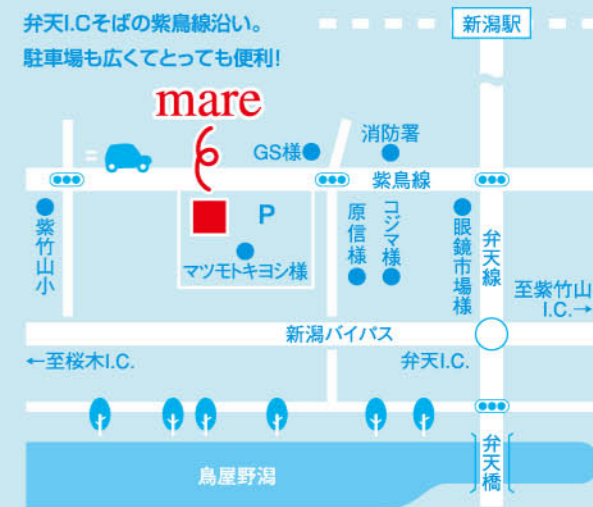 弁天I.Cそばの紫鳥線沿い。
駐車場も広くてとっても便利!
新潟駅
mare
消防署
GS様
紫鳥線
紫竹山小
P
マツモトキヨシ様
原信様
コジマ様
眼鏡市場様
弁天線
至紫竹山
I.C.→
新潟バイパス
←至桜木I.C.
弁天I.C.
鳥屋野潟
弁天橋